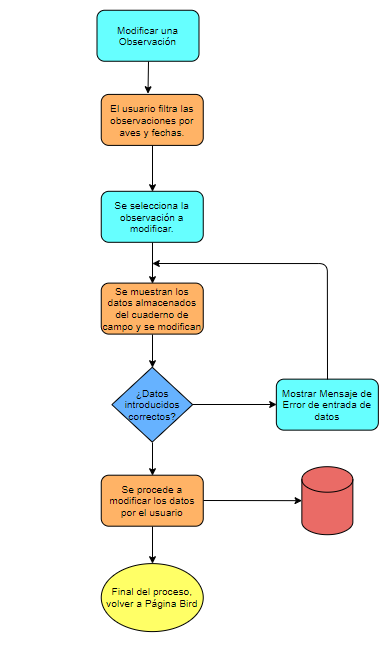 Modificar una
Observación
El usuario filtra las
observaciones por
aves y fechas.
Se selecciona la
observación a
modificar.
Se muestran los
datos almacenados
del cuaderno de
campo y se modifican
¿Datos
introducidos
correctos?
Mostrar Mensaje de
Error de entrada de
datos
Se procede a
modificar los datos
por el usuario
Final del proceso,
volver a Página Bird